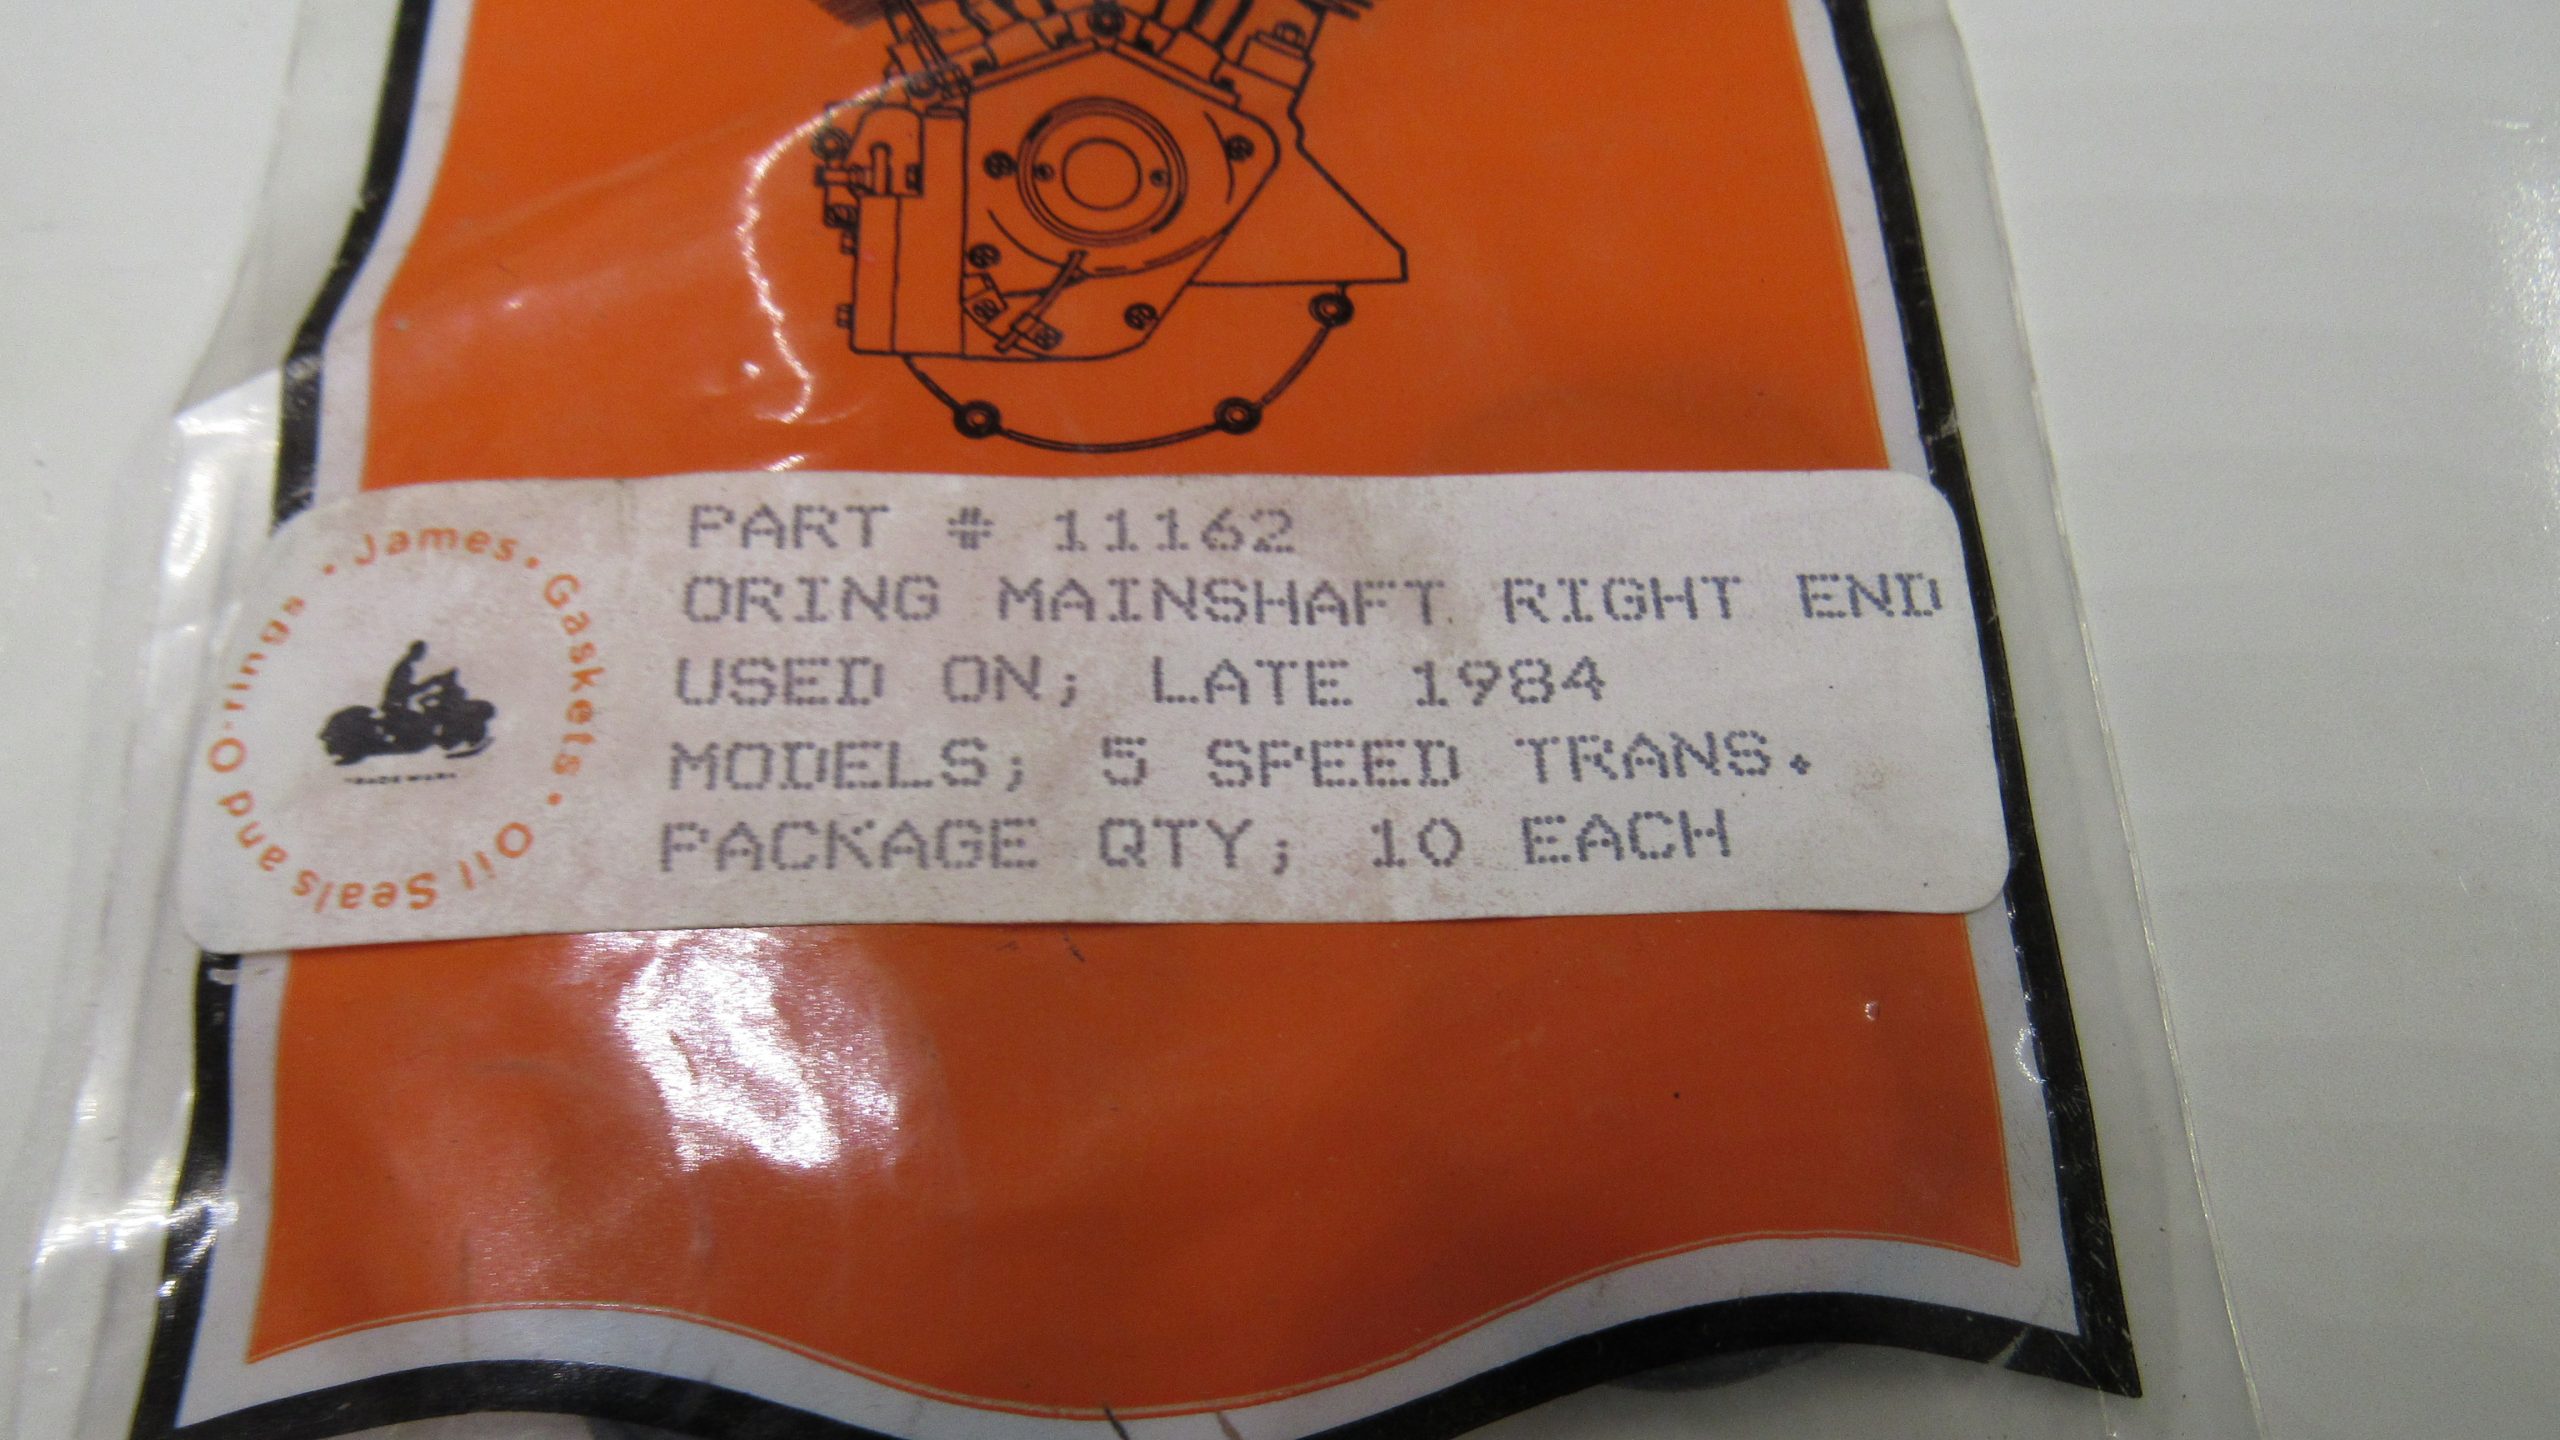 PART # 11162
ORING MAINSHAFT RIGHT END
USED ON; LATE 1984
MODELS; 5 SPEED TRANS.
PACKAGE QTY; 10 EACH
James • Gaskets • Oil Seals and O-rings •
TRADEMARK